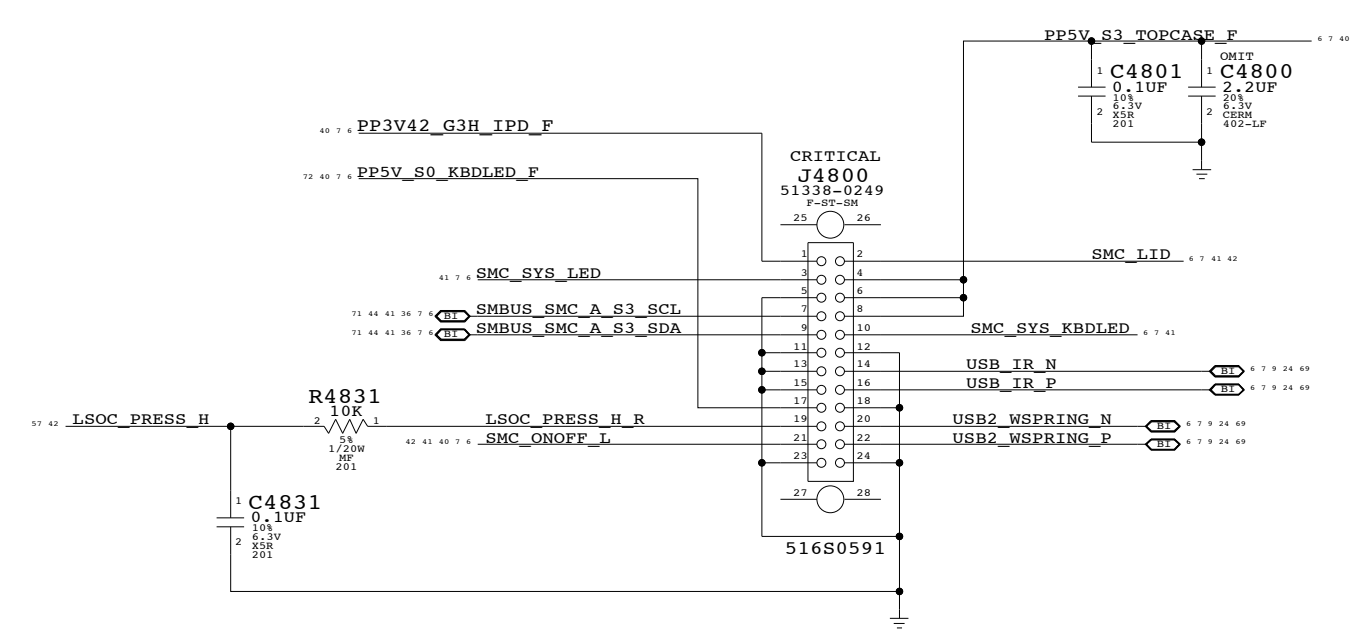 PP5V_S3_TOPCASE_F 6 7 40
OMIT
1 C4801 1 C4800
0.1UF 2.2UF
10% 20%
2 6.3V 2 6.3V
X5R CERM
201 402-LF
40 7 6 PP3V42_G3H_IPD_F
CRITICAL
72 40 7 6 PP5V_S0_KBDLED_F
J4800
51338-0249
F-ST-SM
25 26
1 2 SMC_LID 6 7 41 42
41 7 6 SMC_SYS_LED 3 4
5 6
71 44 41 36 7 6 BI SMBUS_SMC_A_S3_SCL 7 8
71 44 41 36 7 6 BI SMBUS_SMC_A_S3_SDA 9 10 SMC_SYS_KBDLED 6 7 41
11 12
13 14 USB_IR_N BI 6 7 9 24 69
15 16 USB_IR_P BI 6 7 9 24 69
17 18
R4831
10K
57 42 LSOC_PRESS_H 2 1 LSOC_PRESS_H_R 19 20 USB2_WSPRING_N BI 6 7 9 24 69
5%
1/20W
MF
201
42 41 40 7 6 SMC_ONOFF_L 21 22 USB2_WSPRING_P BI 6 7 9 24 69
23 24
27 28
1 C4831
0.1UF
10%
2 6.3V
X5R
201
516S0591